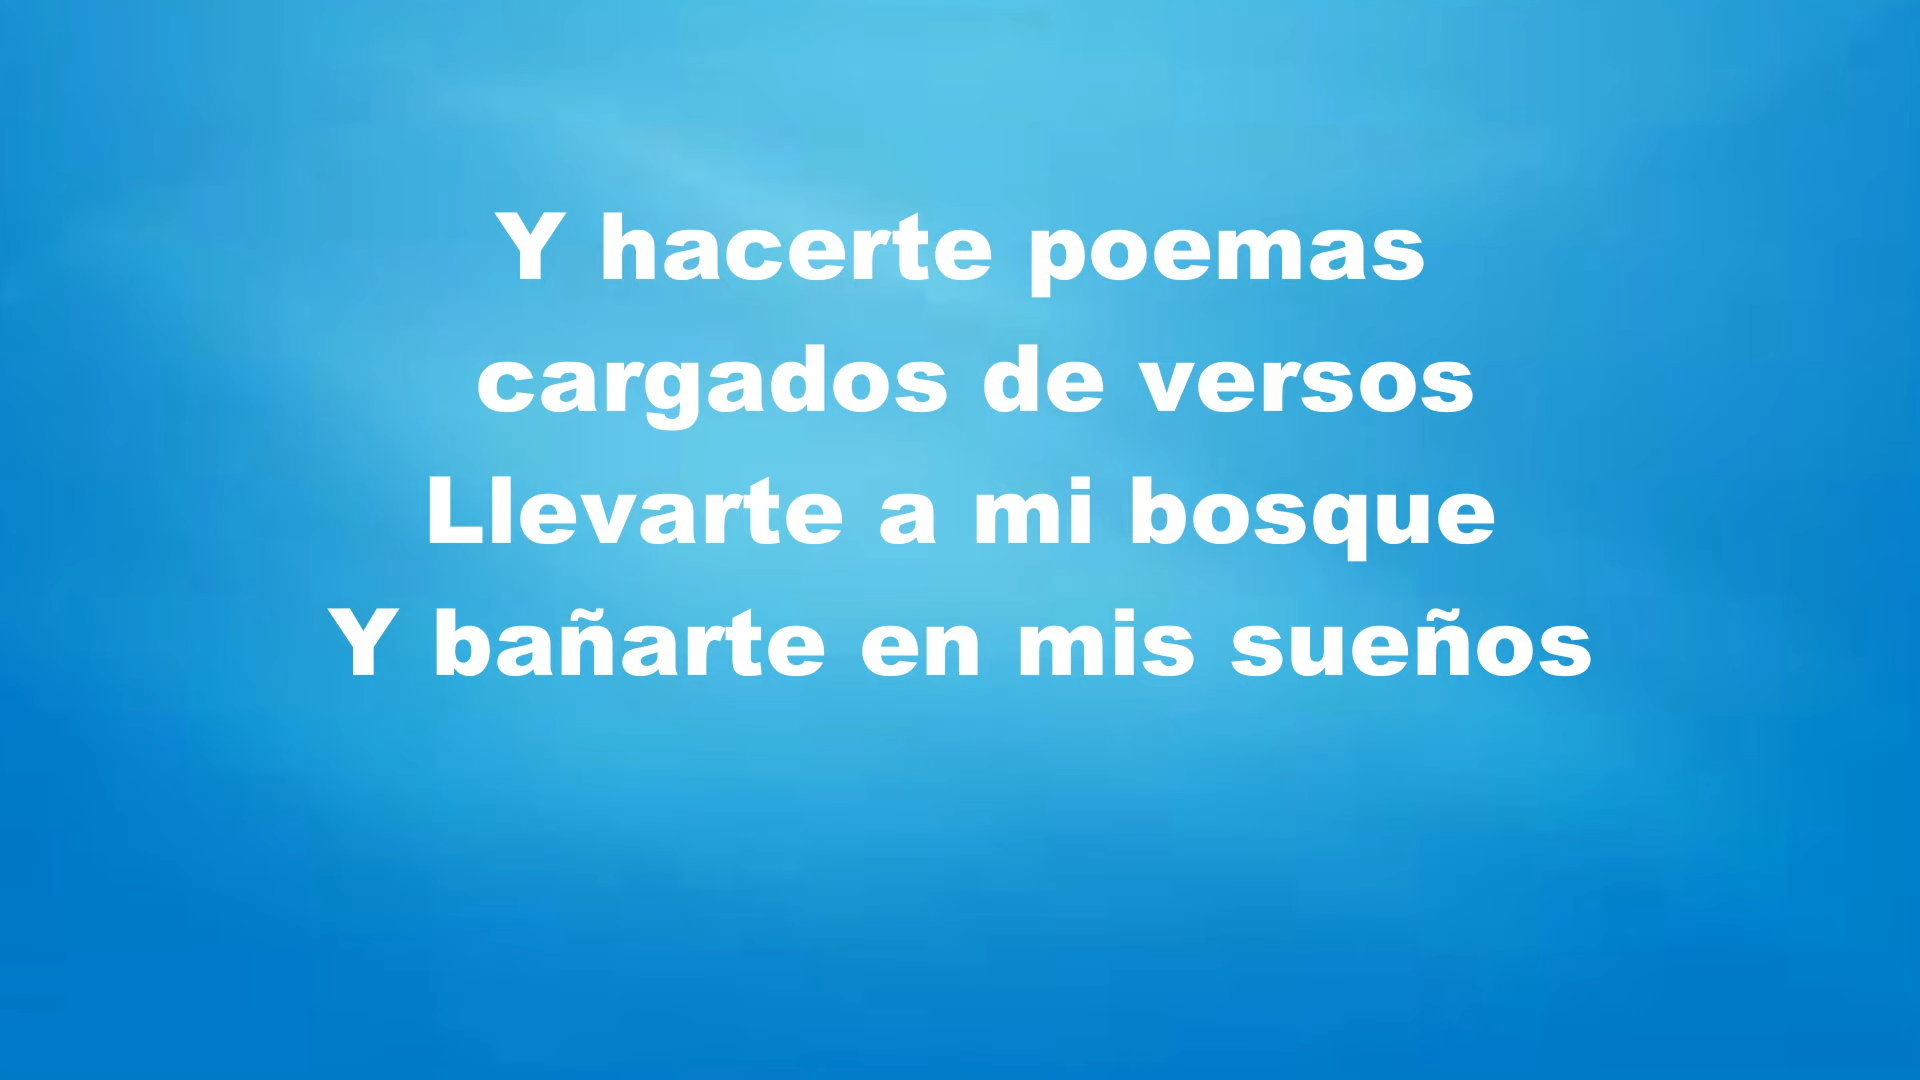 Y hacerte poemas
cargados de versos
Llevarte a mi bosque
Y bañarte en mis sueños